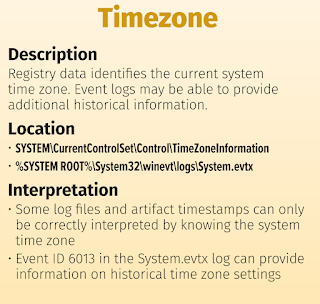 Timezone
Description
Registry data identifies the current system
time zone. Event logs may be able to provide
additional historical information.
Location
• SYSTEM\CurrentControlSet\Control\TimeZoneInformation
• %SYSTEM ROOT%\System32\winevt\logs\System.evtx
Interpretation
• Some log files and artifact timestamps can only
be correctly interpreted by knowing the system
time zone
• Event ID 6013 in the System.evtx log can provide
information on historical time zone settings